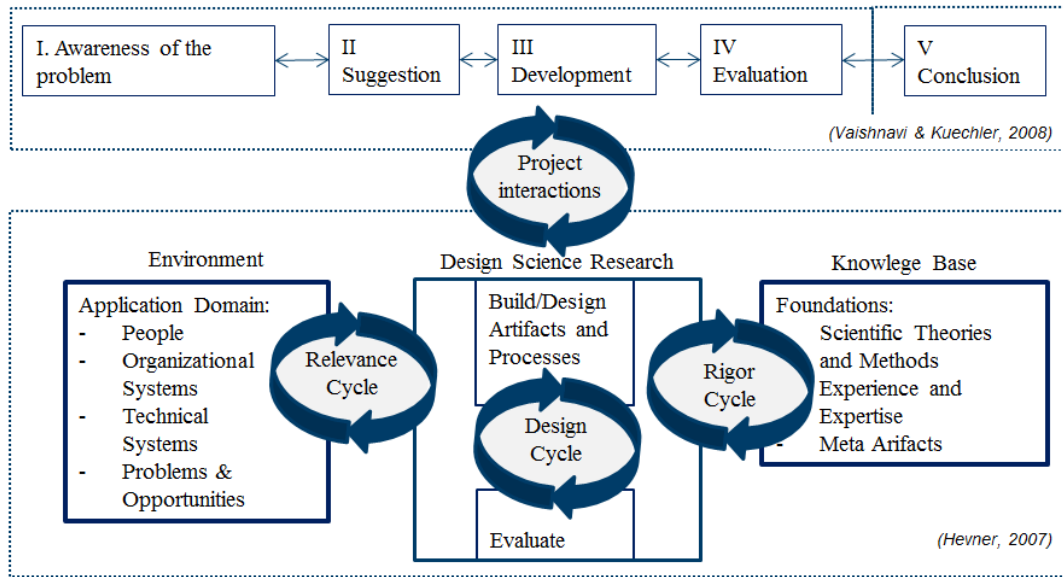 I. Awareness of the
problem
II
Suggestion
III
Development
IV
Evaluation
V
Conclusion
(Vaishnavi & Kuechler, 2008)
Project
interactions
Environment
Design Science Research
Knowlege Base
Application Domain:
- People
- Organizational
Systems
- Technical
Systems
- Problems &
Opportunities
Relevance
Cycle
Build/Design
Artifacts and
Processes
Design
Cycle
Evaluate
Rigor
Cycle
Foundations:
Scientific Theories
and Methods
Experience and
Expertise
- Meta Arifacts
(Hevner, 2007)